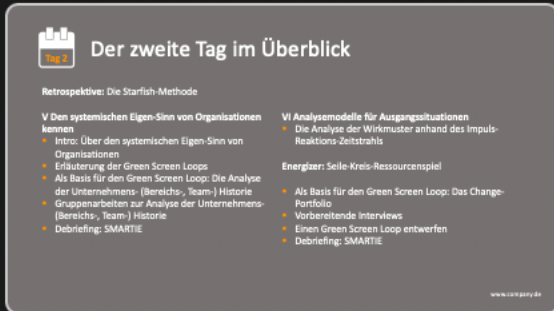 Tag 2
Der zweite Tag im Überblick
Retrospektive: Die Starfish-Methode
V Den systemischen Eigen-Sinn von Organisationen
kennen
Intro: Über den systemischen Eigen-Sinn von
Organisationen
Erläuterung der Green Screen Loops
Als Basis für den Green Screen Loop: Die Analyse
der Unternehmens- (Bereichs-, Team-) Historie
Gruppenarbeiten zur Analyse der Unternehmens-
(Bereichs-, Team-) Historie
Debriefing: SMARTIE
VI Analysemodelle für Ausgangssituationen
Die Analyse der Wirkmuster anhand des Impuls-
Reaktions-Zeitstrahls
Energizer: Seile-Kreis-Ressourcenspiel
Als Basis für den Green Screen Loop: Das Change-
Portfolio
Vorbereitende Interviews
Einen Green Screen Loop entwerfen
Debriefing: SMARTIE
www.company.de